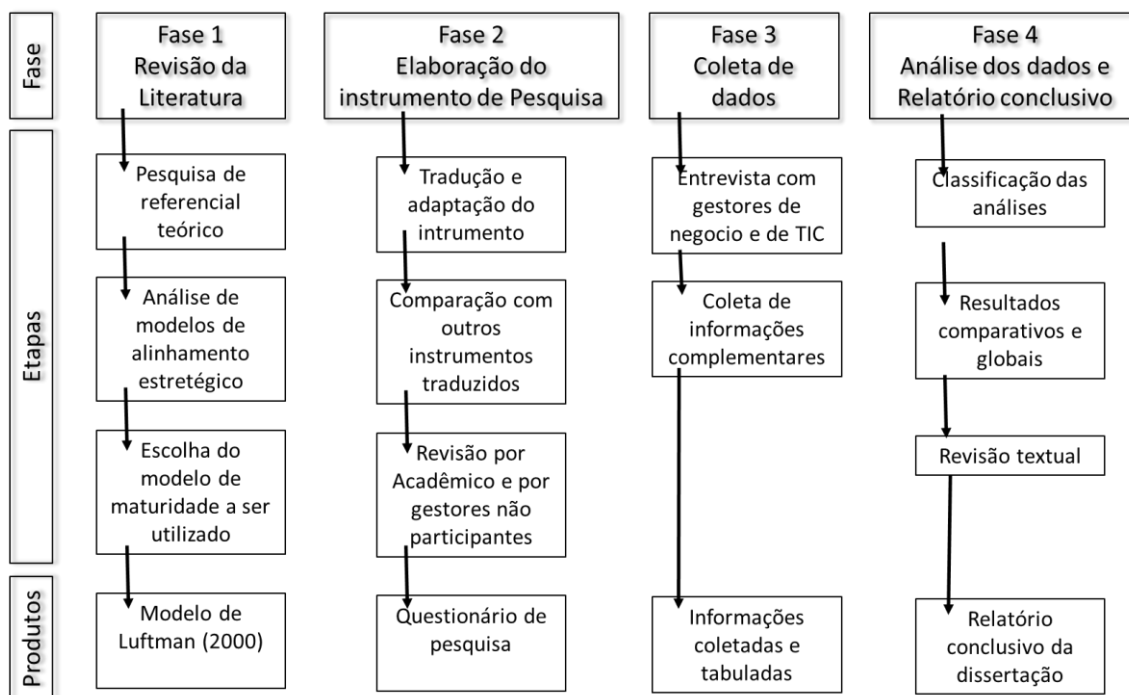 Fase
Fase 1
Revisão da
Literatura
Fase 2
Elaboração do
instrumento de Pesquisa
Fase 3
Coleta de
dados
Fase 4
Análise dos dados e
Relatório conclusivo
Etapas
Pesquisa de
referencial
teórico
Tradução e
adaptação do
intrumento
Entrevista com
gestores de
negocio e de TIC
Classificação das
análises
Análise de
modelos de
alinhamento
estretégico
Comparação com
outros
instrumentos
traduzidos
Coleta de
informações
complementares
Resultados
comparativos e
globais
Escolha do
modelo de
maturidade a ser
utilizado
Revisão por
Acadêmico e por
gestores não
participantes
Revisão textual
Produtos
Modelo de
Luftman (2000)
Questionário de
pesquisa
Informações
coletadas e
tabuladas
Relatório
conclusivo da
dissertação